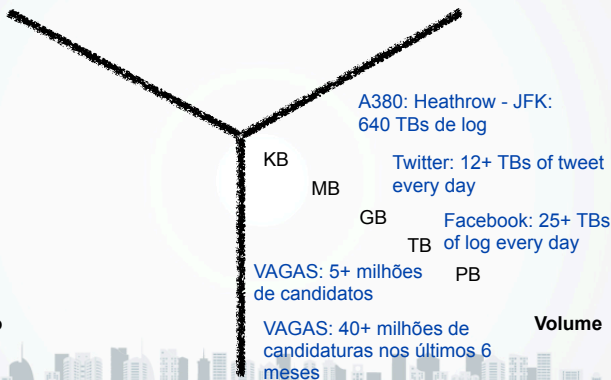 A380: Heathrow - JFK:
640 TBs de log
KB
Twitter: 12+ TBs of tweet
every day
MB
GB
Facebook: 25+ TBs
of log every day
TB
PB
VAGAS: 5+ milhões
de candidatos
Volume
VAGAS: 40+ milhões de
candidaturas nos últimos 6
meses